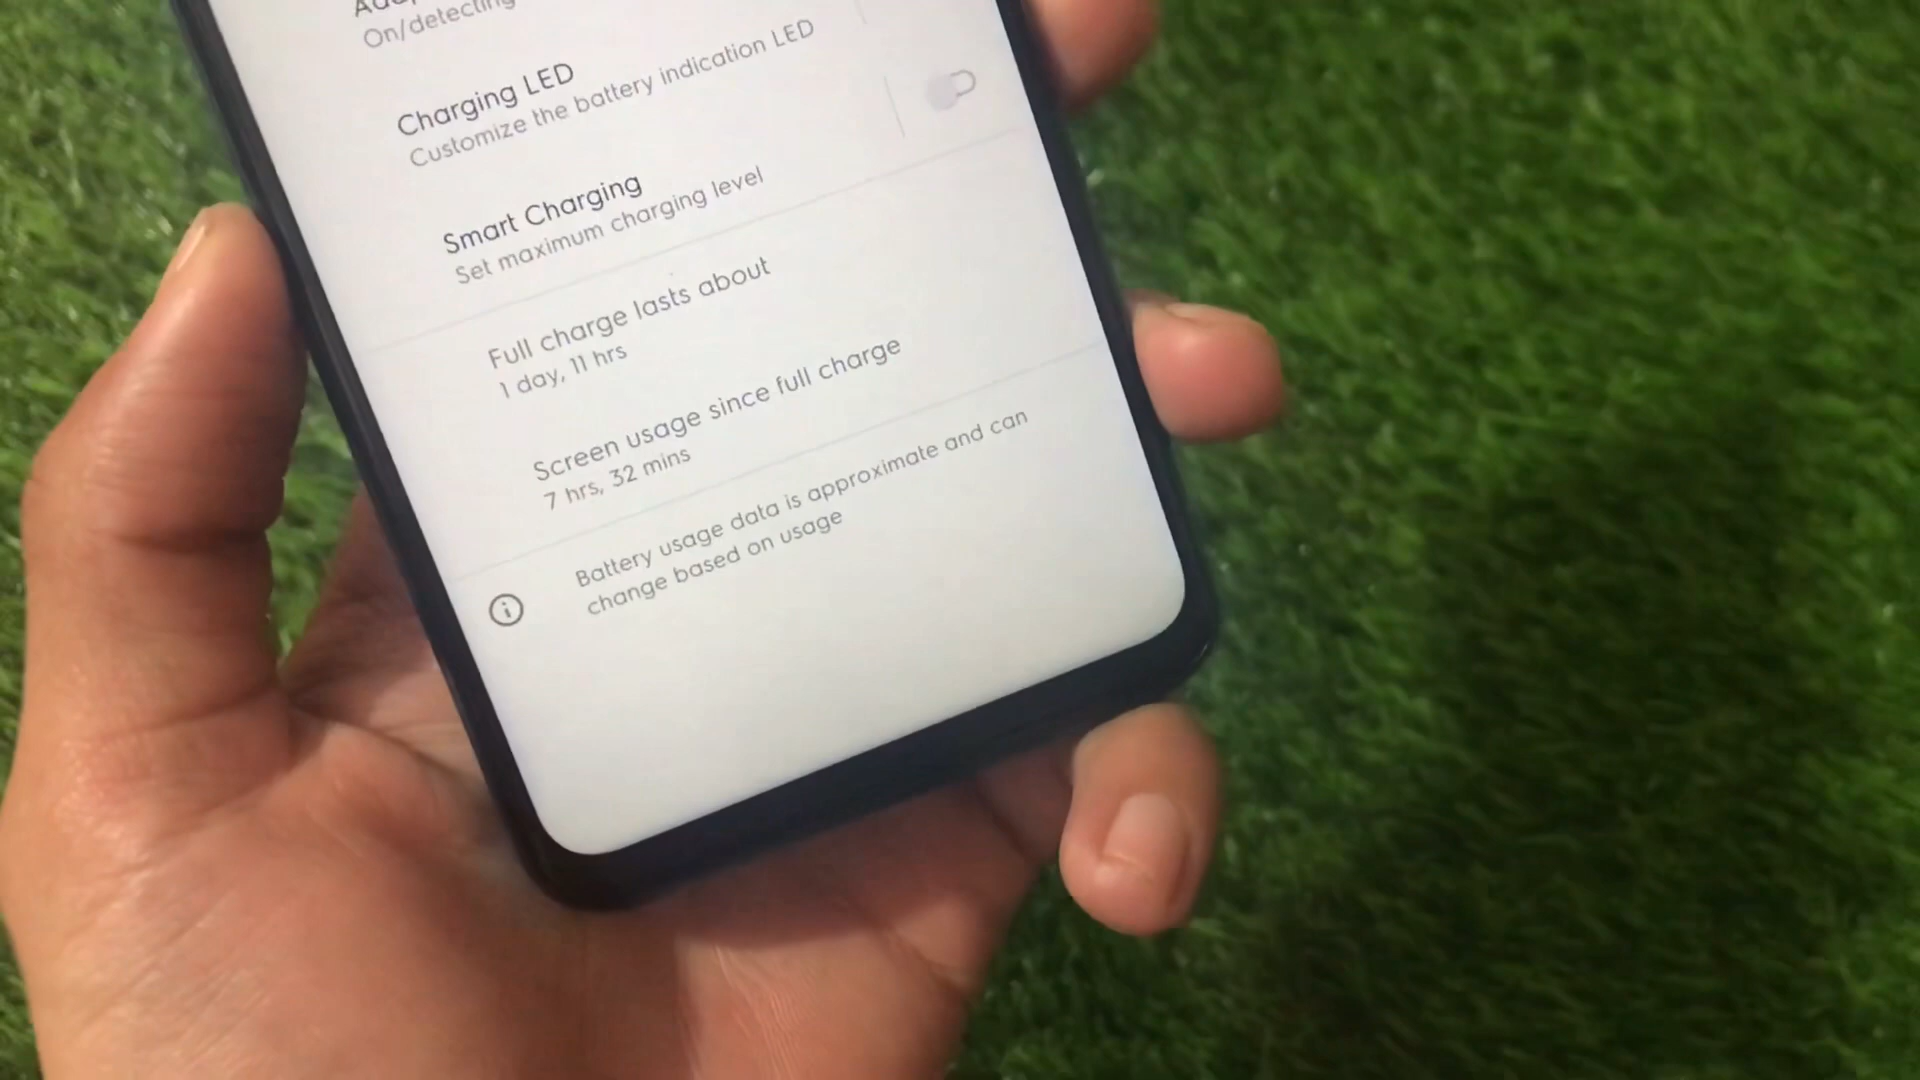 On/detecting
Charging LED
Customize the battery indication LED
Smart Charging
Set maximum charging level
Full charge lasts about
1 day, 11 hrs
Screen usage since full charge
7 hrs, 32 mins
Battery usage data is approximate and can
change based on usage